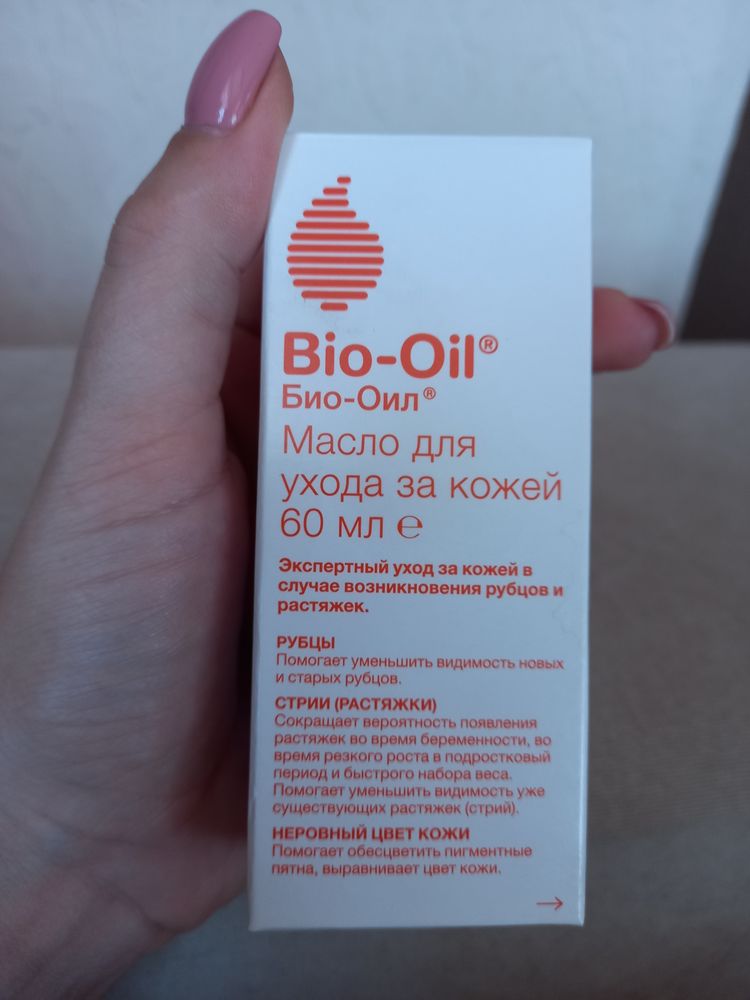 Bio-Oil®
Био-Оил®
Масло для
ухода за кожей
60 мл ℮
Экспертный уход за кожей в
случае возникновения рубцов и
растяжек.
РУБЦЫ
Помогает уменьшить видимость новых
и старых рубцов.
СТРИИ (РАСТЯЖКИ)
Сокращает вероятность появления
растяжек во время беременности, во
время резкого роста в подростковый
период и быстрого набора веса.
Помогает уменьшить видимость уже
существующих растяжек (стрий).
НЕРОВНЫЙ ЦВЕТ КОЖИ
Помогает обесцветить пигментные
пятна, выравнивает цвет кожи.